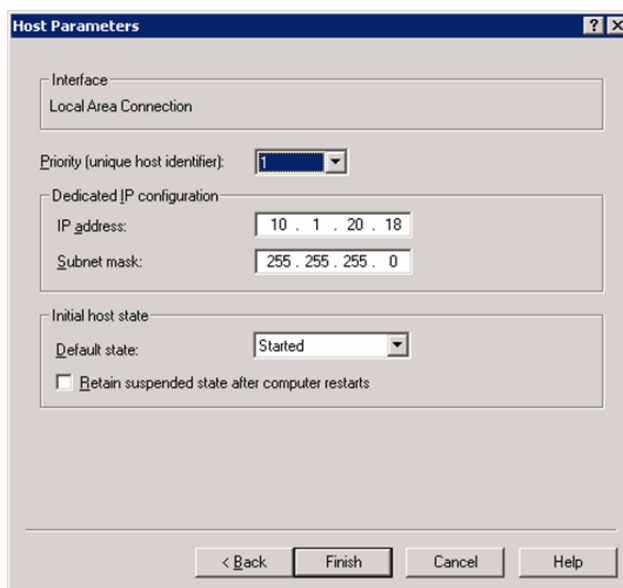 Host Parameters
Interface
Local Area Connection
Priority (unique host identifier): 1
Dedicated IP configuration
IP address: 10 . 1 . 20 . 18
Subnet mask: 255 . 255 . 255 . 0
Initial host state
Default state: Started
Retain suspended state after computer restarts
< Back Finish Cancel Help